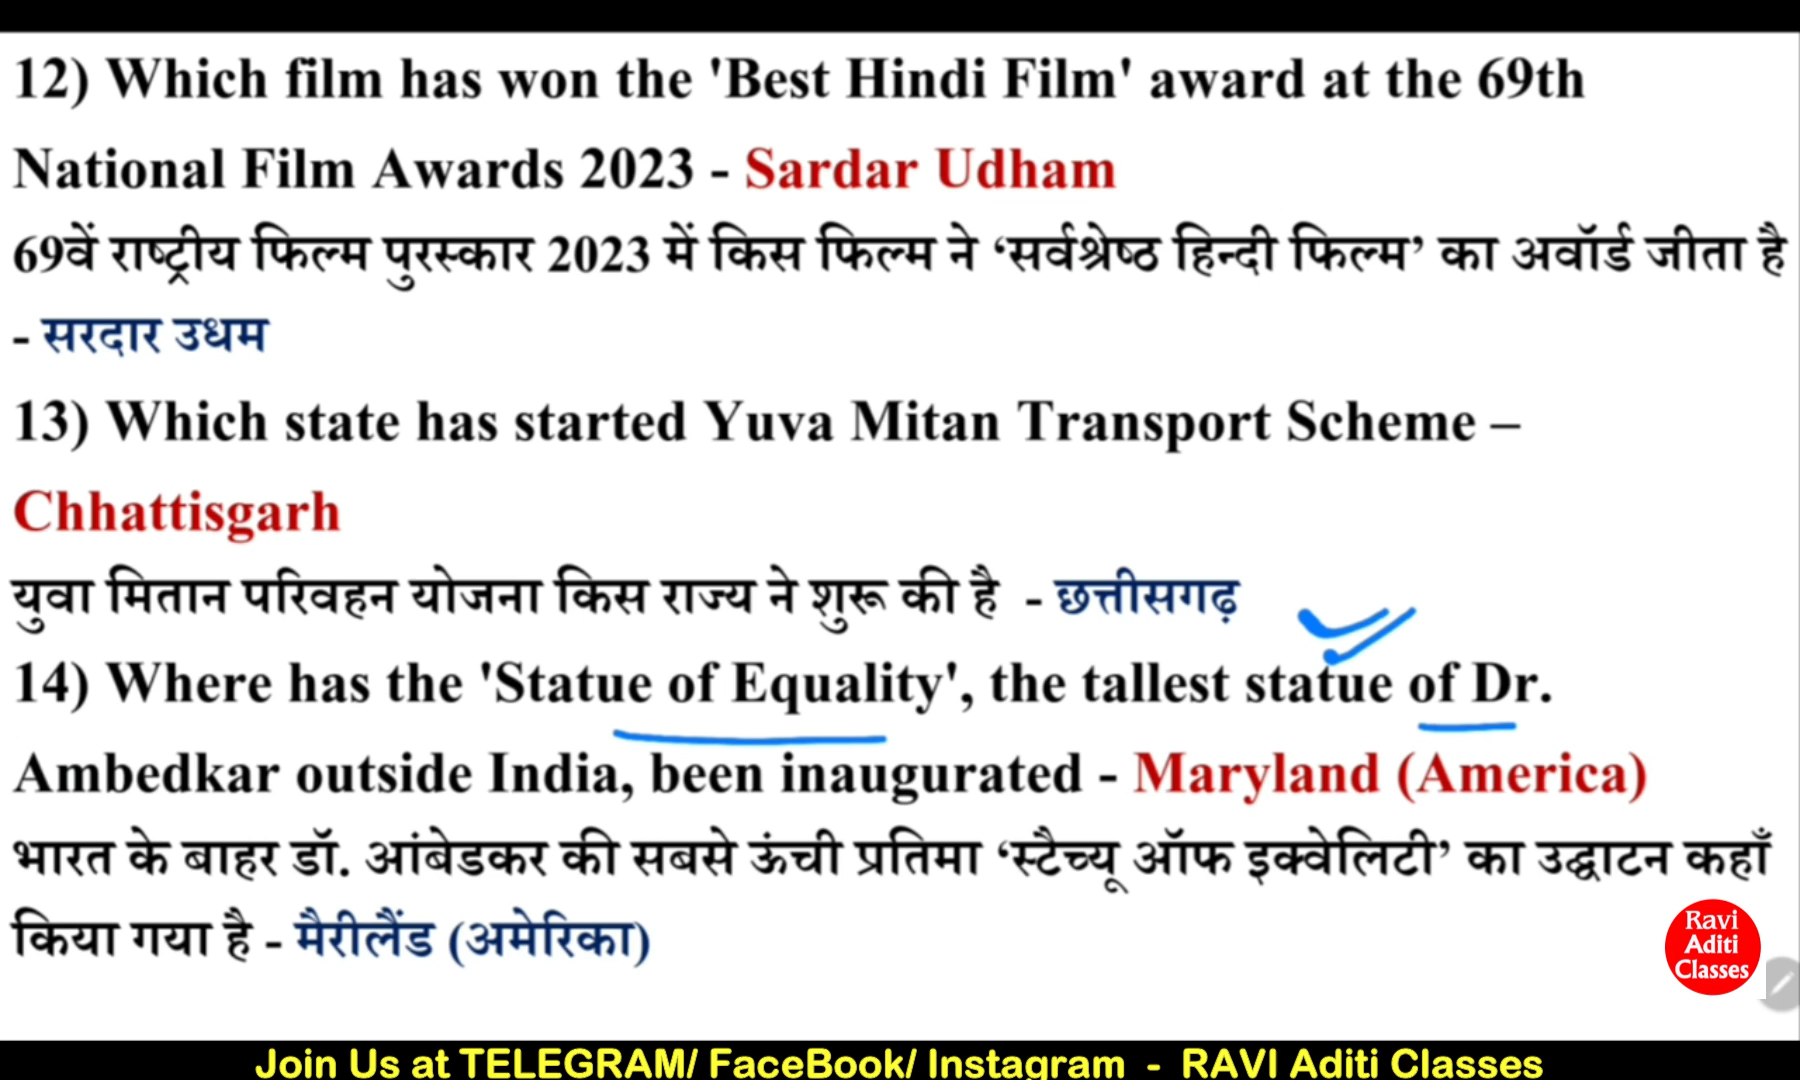 12) Which film has won the 'Best Hindi Film' award at the 69th
National Film Awards 2023 - Sardar Udham
69वें राष्ट्रीय फिल्म पुरस्कार 2023 में किस फिल्म ने ‘सर्वश्रेष्ठ हिन्दी फिल्म’ का अवॉर्ड जीता है
- सरदार उधम
13) Which state has started Yuva Mitan Transport Scheme –
Chhattisgarh
युवा मितान परिवहन योजना किस राज्य ने शुरू की है - छत्तीसगढ़
14) Where has the 'Statue of Equality', the tallest statue of Dr.
Ambedkar outside India, been inaugurated - Maryland (America)
भारत के बाहर डॉ. आंबेडकर की सबसे ऊंची प्रतिमा ‘स्टैच्यू ऑफ इक्वेलिटी’ का उद्घाटन कहाँ
किया गया है - मैरीलैंड (अमेरिका)
Ravi
Aditi
Classes
Join Us at TELEGRAM/ FaceBook/ Instagram - RAVI Aditi Classes